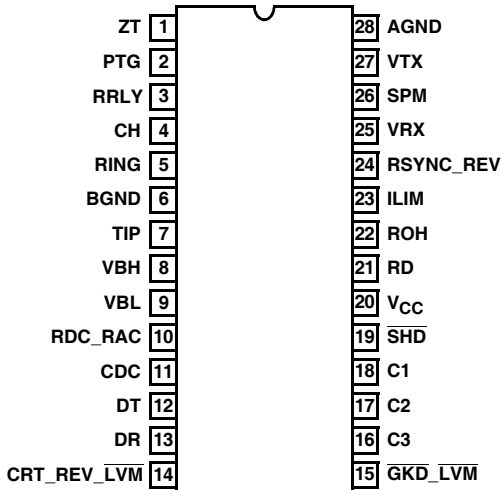 ZT 1 28 AGND
PTG 2 27 VTX
RRLY 3 26 SPM
CH 4 25 VRX
RING 5 24 RSYNC_REV
BGND 6 23 ILIM
TIP 7 22 ROH
VBH 8 21 RD
VBL 9 20 VCC
RDC_RAC 10 19 SHD
CDC 11 18 C1
DT 12 17 C2
DR 13 16 C3
CRT_REV_LVM 14 15 GKD_LVM